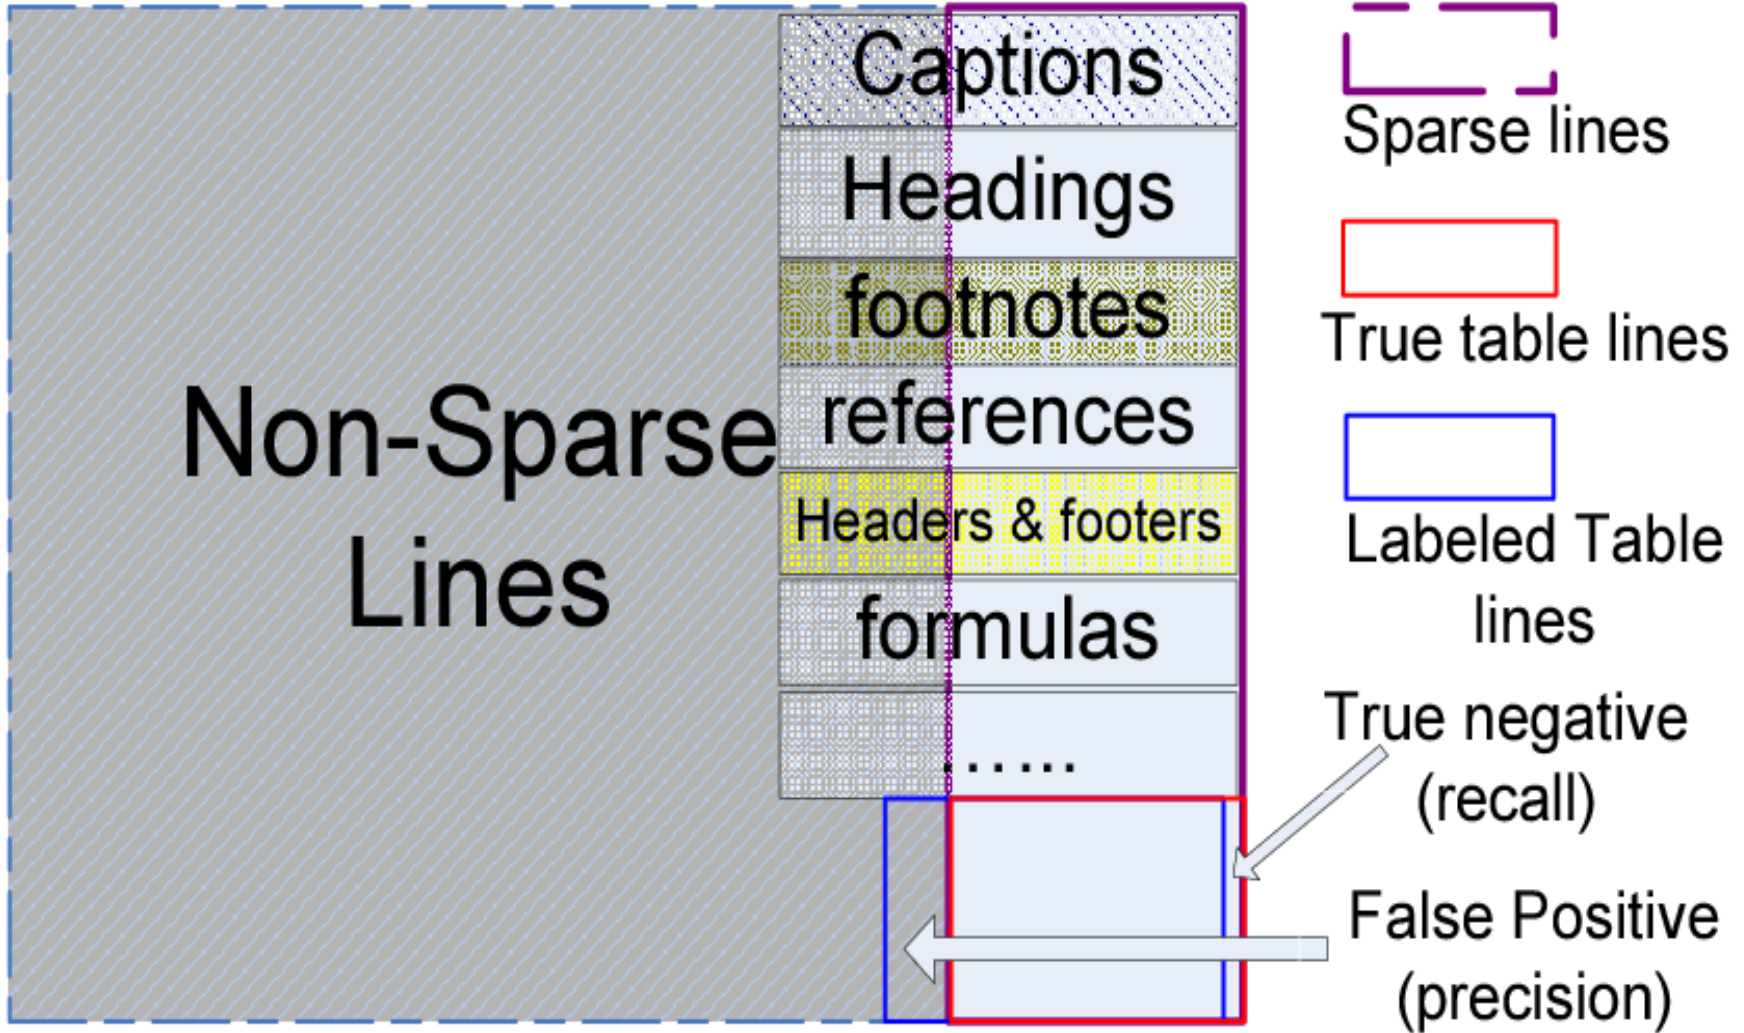 Non-Sparse
Lines
Captions
Headings
footnotes
references
Headers & footers
formulas
......
Sparse lines
True table lines
Labeled Table
lines
True negative
(recall)
False Positive
(precision)